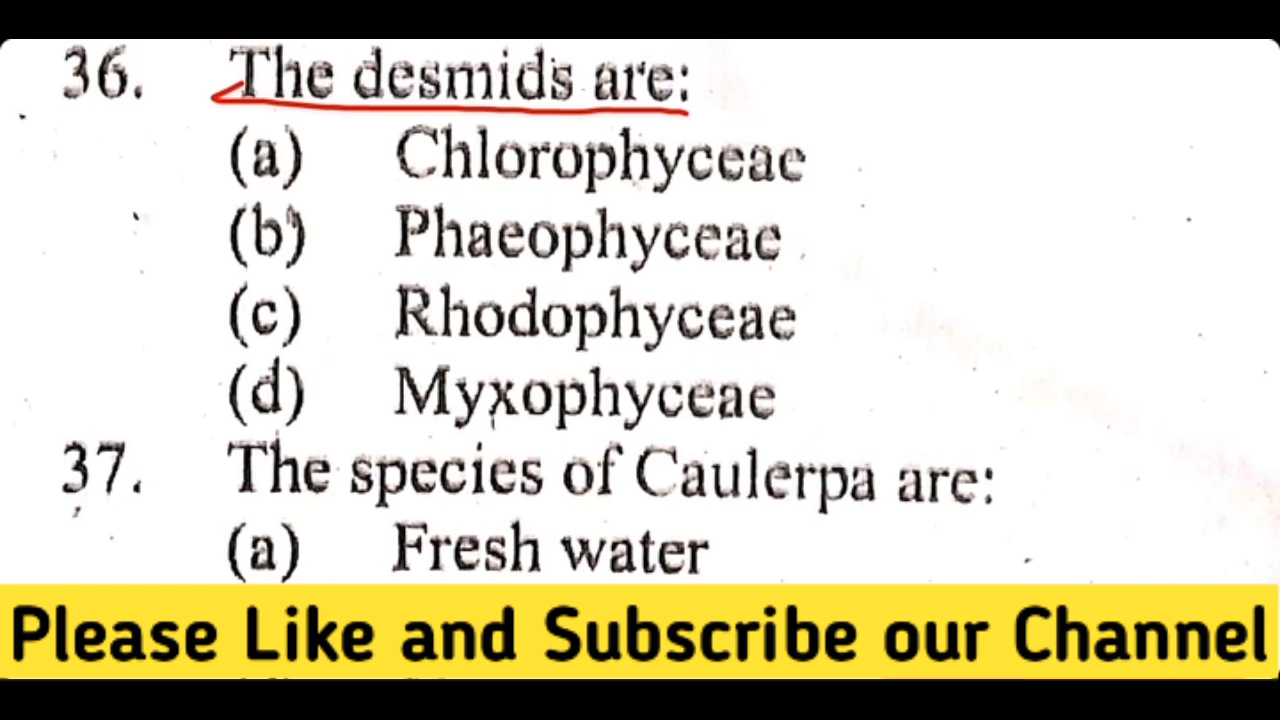 36. The desmids are:
(a) Chlorophyceae
(b) Phaeophyceae
(c) Rhodophyceae
(d) Myxophyceae
37. The species of Caulerpa are:
(a) Fresh water
Please Like and Subscribe our Channel